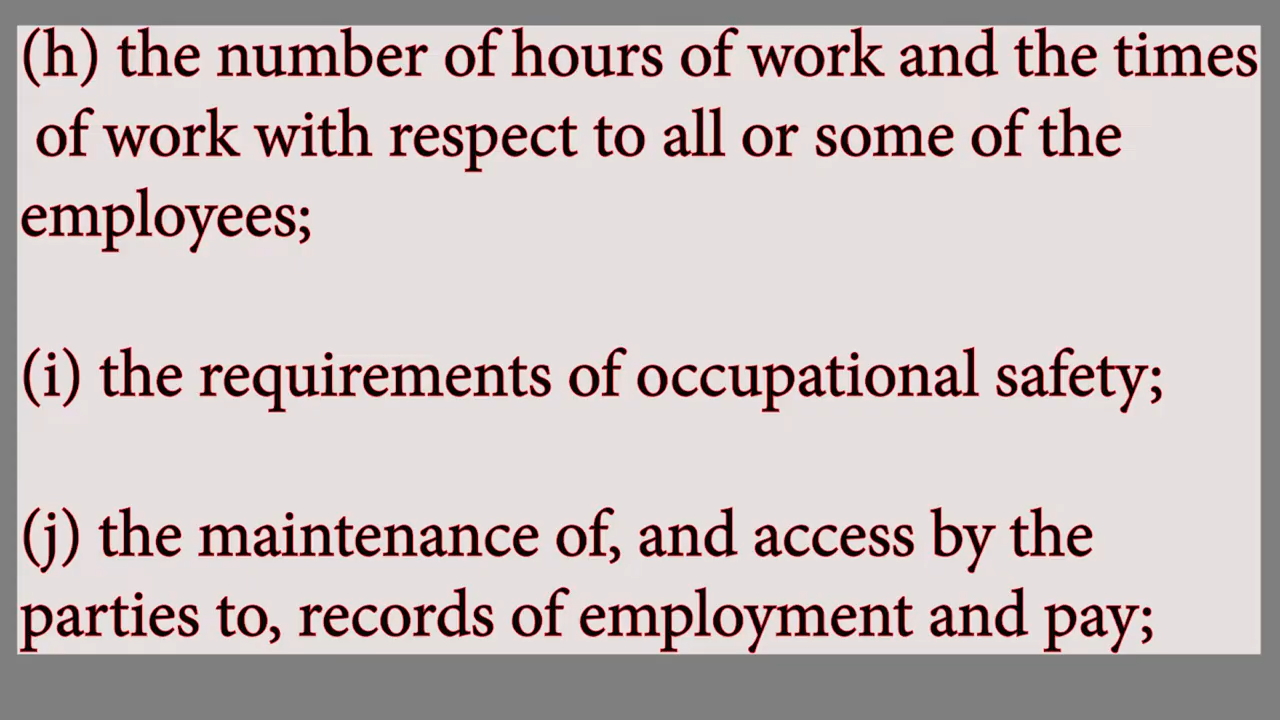 (h) the number of hours of work and the times
of work with respect to all or some of the
employees;
(i) the requirements of occupational safety;
(j) the maintenance of, and access by the
parties to, records of employment and pay;